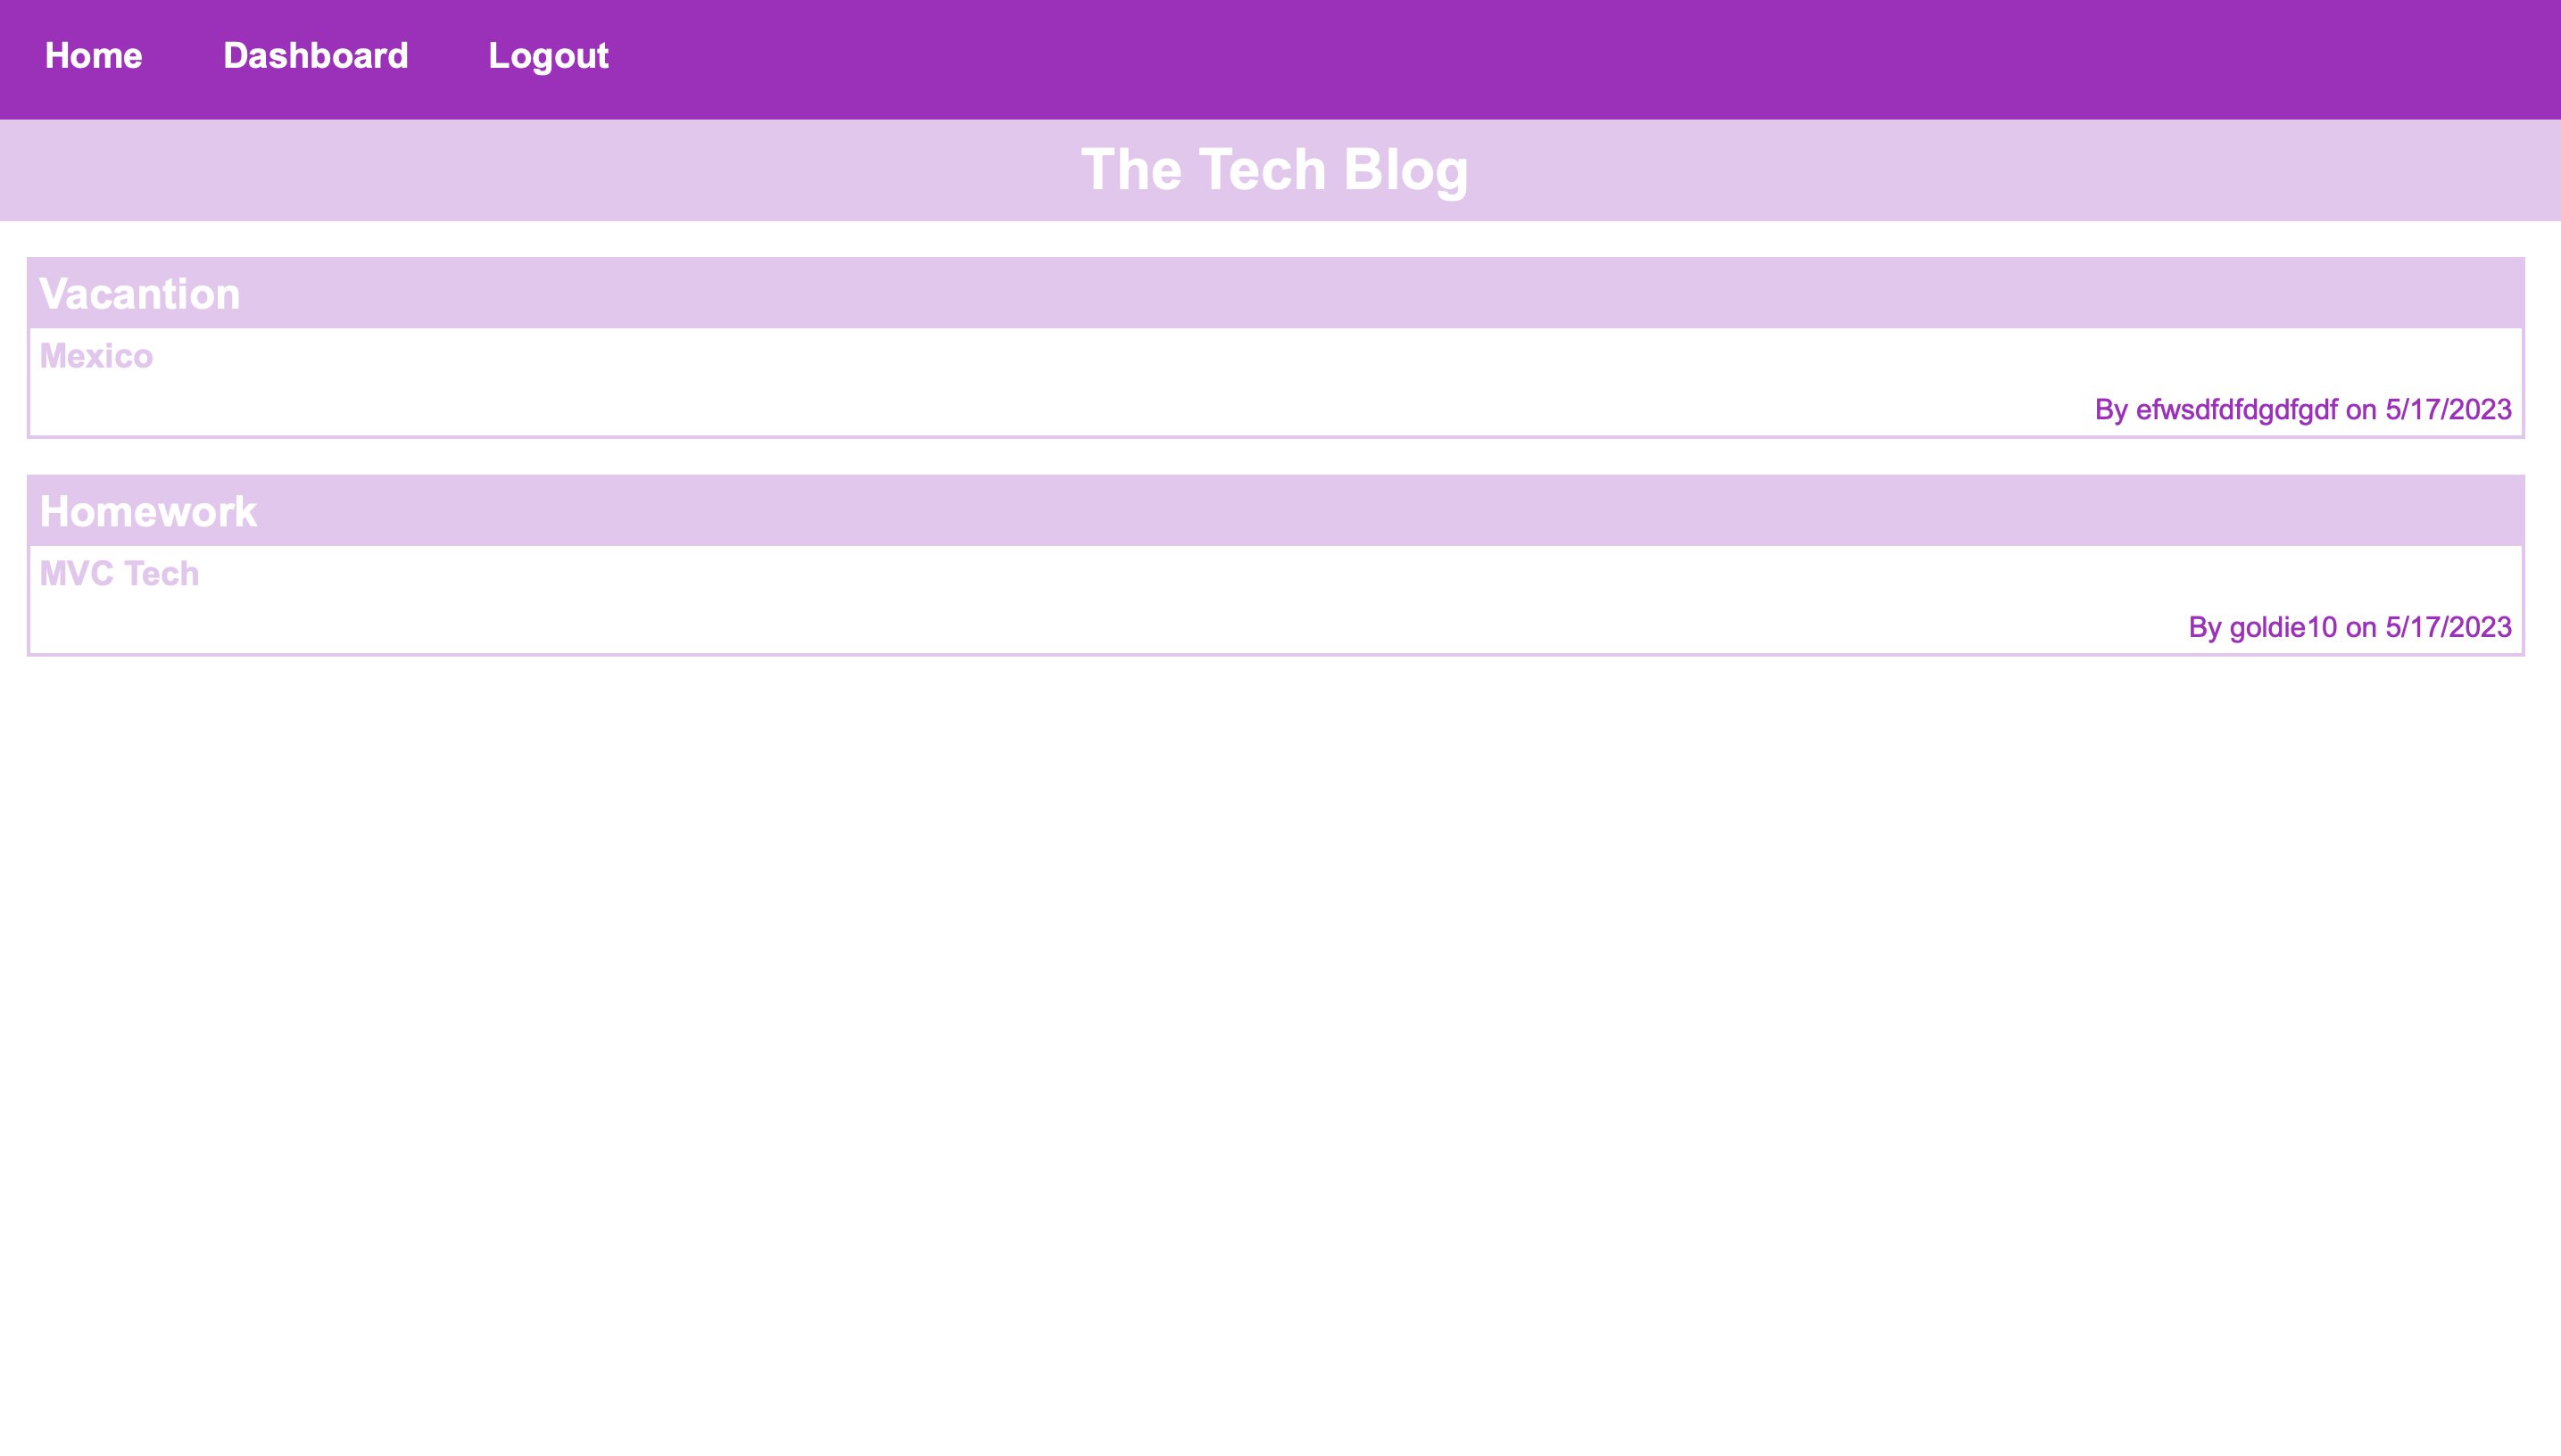 Home Dashboard Logout
The Tech Blog
Vacantion
Mexico
By efwsdfdfdgdfgdf on 5/17/2023
Homework
MVC Tech
By goldie10 on 5/17/2023